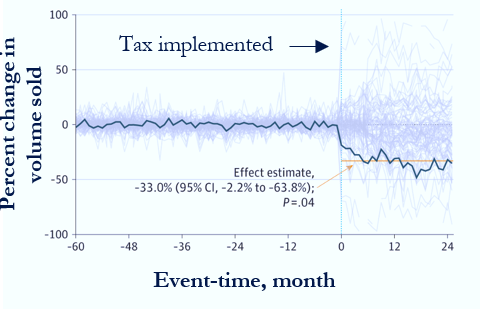 Percent change in
volume sold
100
50
0
-50
-100
Tax implemented
Effect estimate,
-33.0% (95% CI, -2.2% to -63.8%);
P=.04
-60 -48 -36 -24 -12 0 12 24
Event-time, month